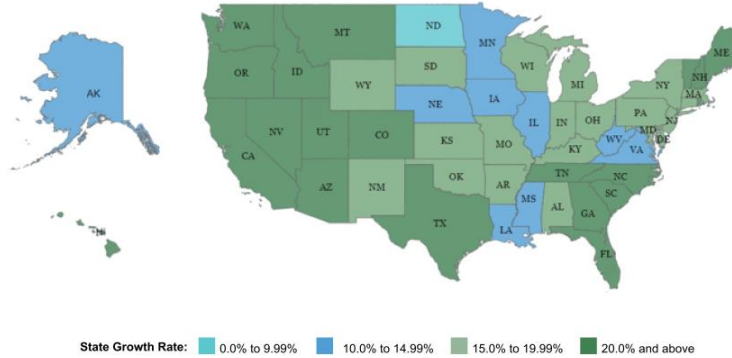 WA
MT
ND
MN
ME
OR
ID
SD
WI
MI
NY
NH
MA
WY
AK
NE
IA
IL
IN
OH
PA
NJ
MD
DE
NV
UT
CO
KS
MO
KY
WV
VA
CA
AZ
NM
OK
AR
TN
NC
SC
MS
AL
GA
TX
LA
FL
HI
State Growth Rate: 0.0% to 9.99% 10.0% to 14.99% 15.0% to 19.99% 20.0% and above